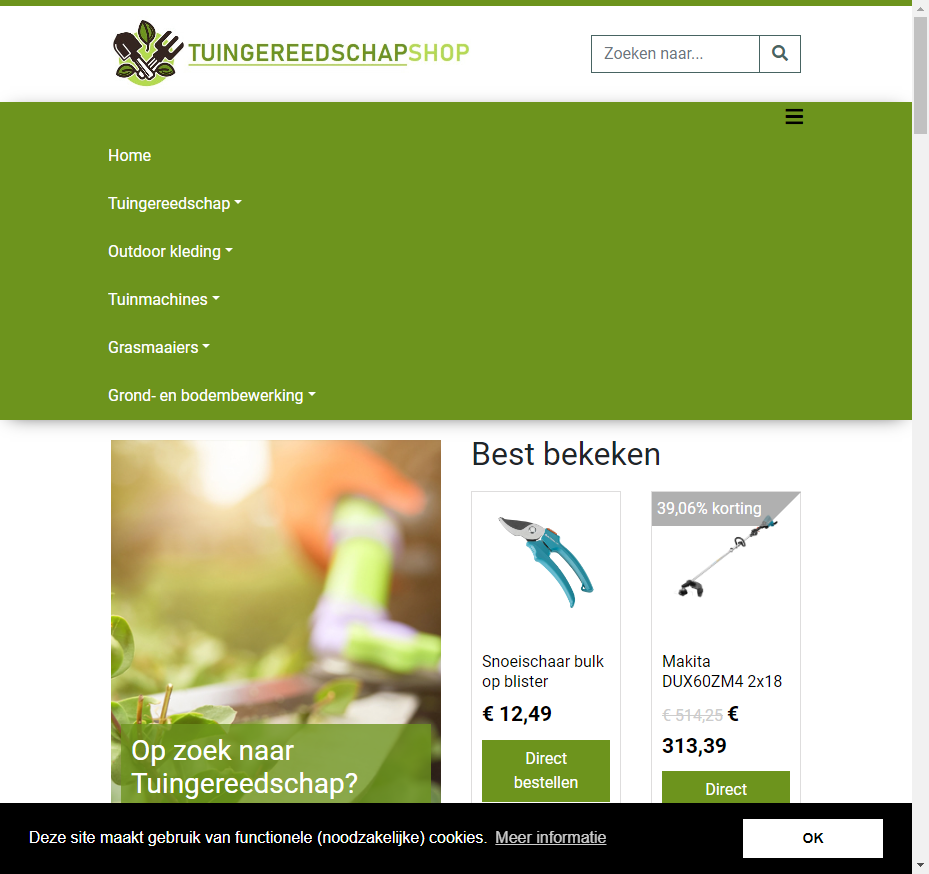 TUINGEREEDSCHAPSHOP
Zoeken naar...
Home
Tuingereedschap
Outdoor kleding
Tuinmachines
Grasmaaiers
Grond- en bodembewerking
Best bekeken
Op zoek naar
Tuingereedschap?
Snoeischaar bulk
op blister
€ 12,49
Direct
bestellen
39,06% korting
Makita
DUX60ZM4 2x18
€ 514,25 €
313,39
Direct
Deze site maakt gebruik van functionele (noodzakelijke) cookies. Meer informatie
OK